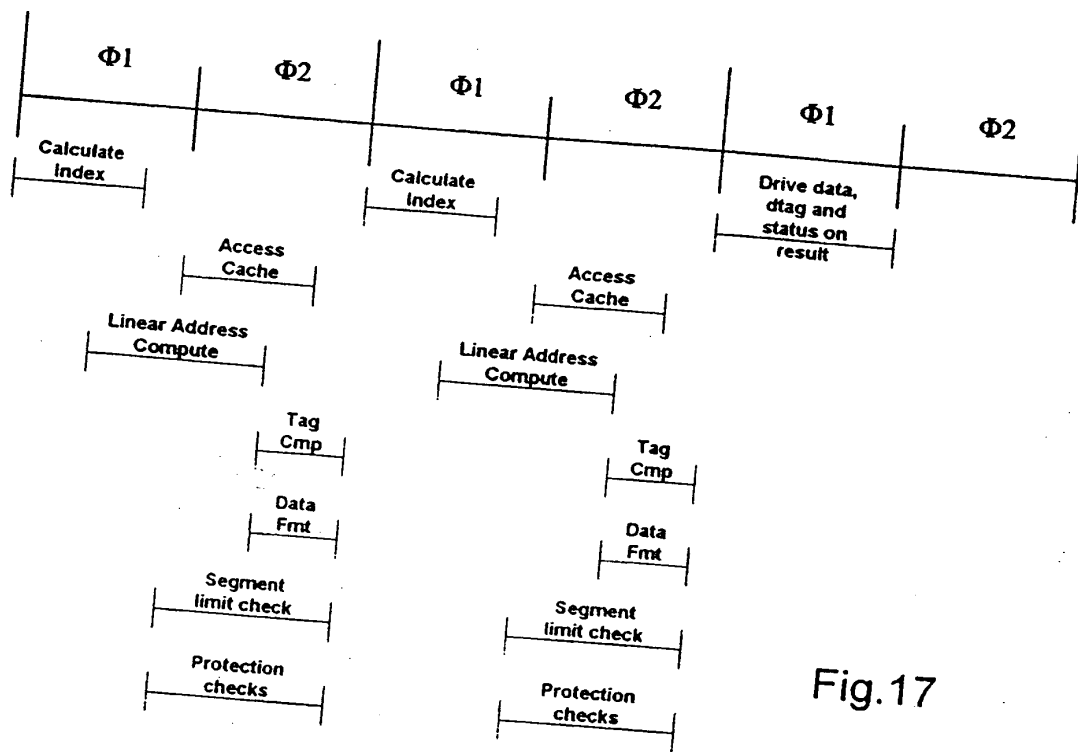 Φ1
Φ2
Φ1
Φ2
Φ1
Φ2
Calculate
Index
Calculate
Index
Drive data,
dtag and
status on
result
Access
Cache
Access
Cache
Linear Address
Compute
Linear Address
Compute
Tag
Cmp
Tag
Cmp
Data
Fmt
Data
Fmt
Segment
limit check
Segment
limit check
Protection
checks
Protection
checks
Fig.17